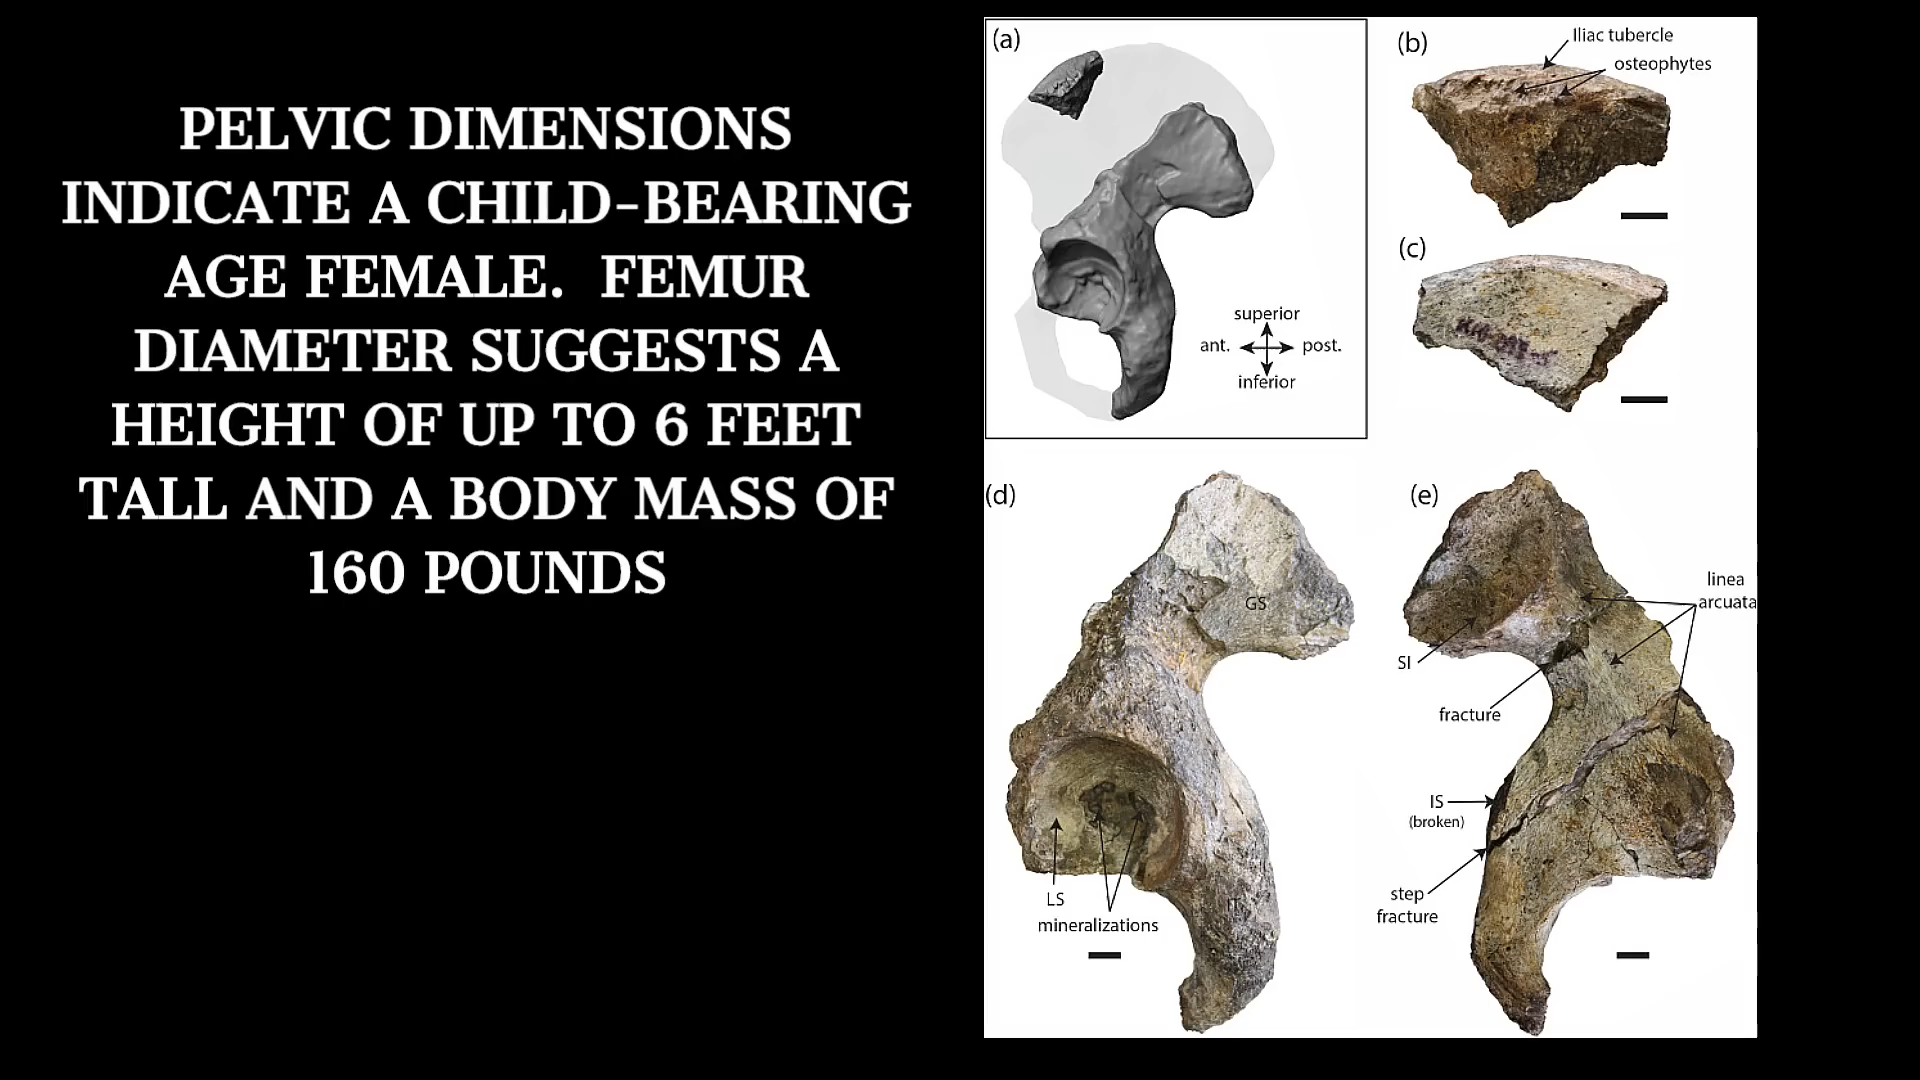 PELVIC DIMENSIONS
INDICATE A CHILD-BEARING
AGE FEMALE. FEMUR
DIAMETER SUGGESTS A
HEIGHT OF UP TO 6 FEET
TALL AND A BODY MASS OF
160 POUNDS
(a)
superior
ant. post.
inferior
(b)
Iliac tubercle
osteophytes
(c)
(d)
GS
LS
mineralizations
IT
(e)
linea
arcuata
SI
fracture
IS
(broken)
step
fracture